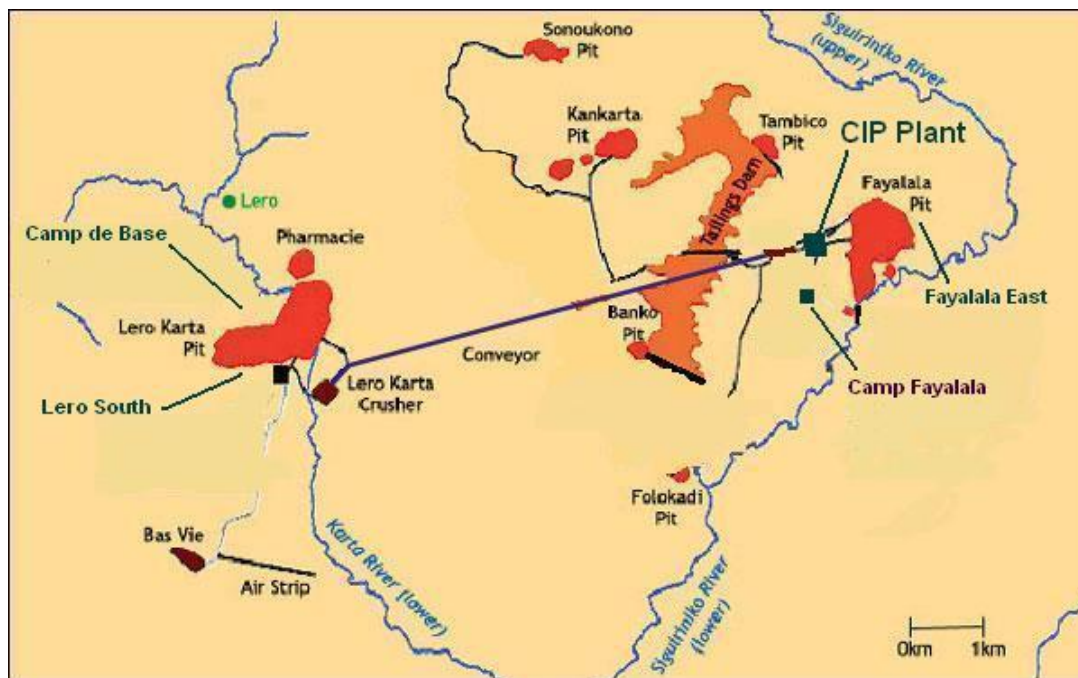 Sonoukono
Pit
Siguiriniko River
(upper)
Kankarta
Pit
Tambico
Pit
CIP Plant
Tailings Dam
Fayalala
Pit
Lero
Camp de Base
Pharmacie
Fayalala East
Lero Karta
Pit
Banko
Pit
Conveyor
Lero Karta
Crusher
Camp Fayalala
Lero South
Folokadi
Pit
Bas Vie
Air Strip
Karta River (lower)
Siguiriniko River
(lower)
0km
1km